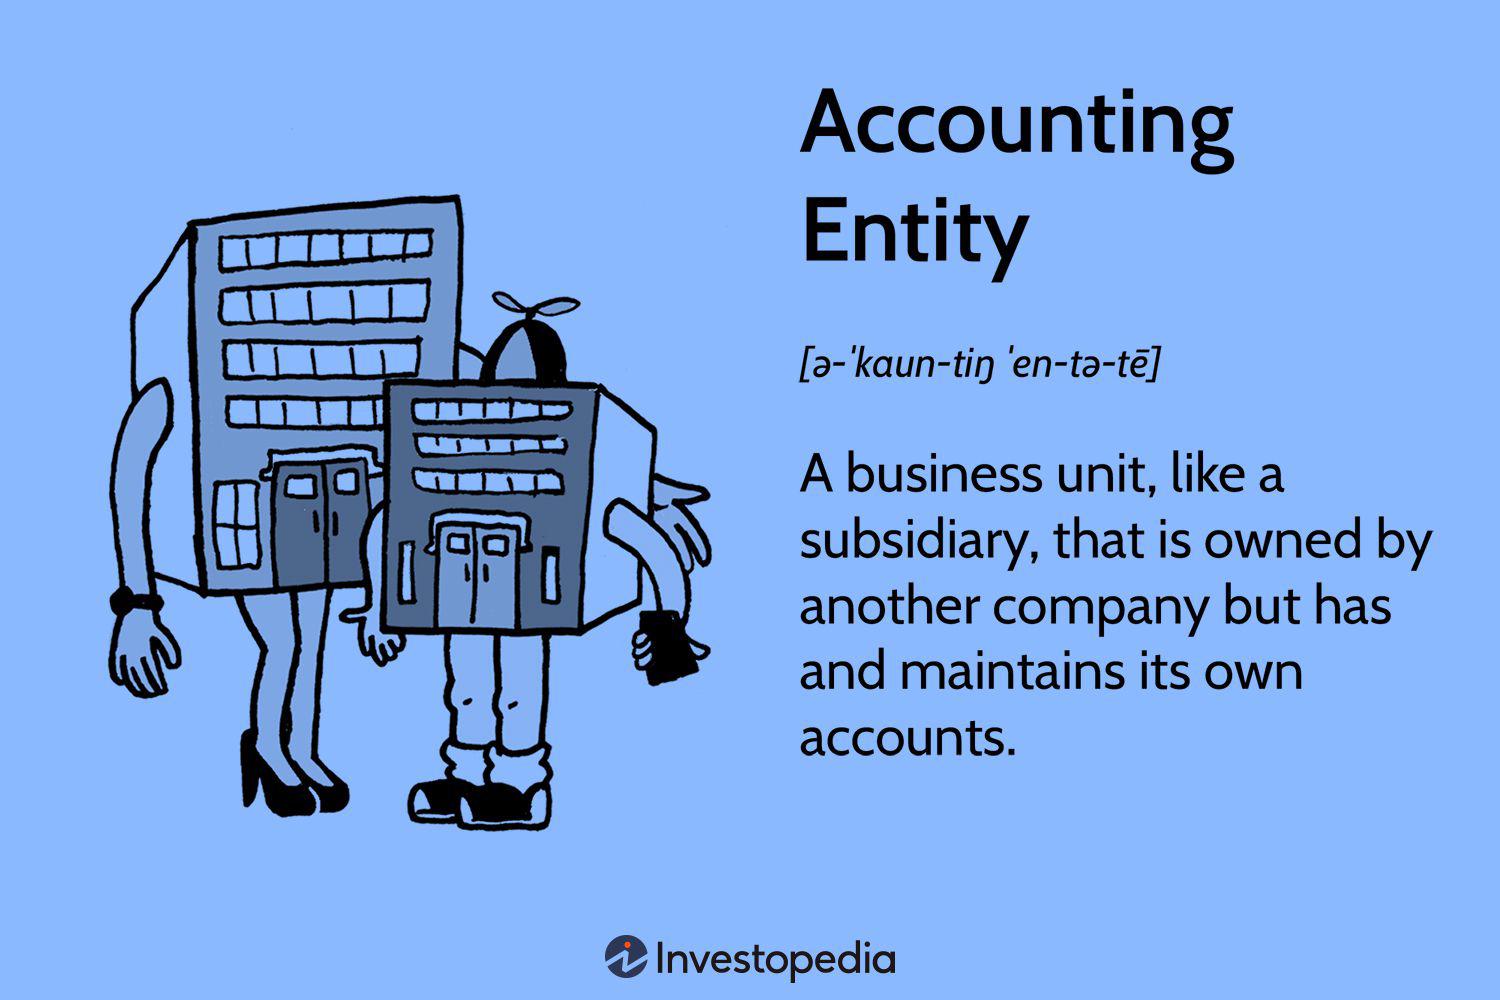 Accounting
Entity
[ə-ˈkaun-tiŋ ˈen-tə-tē]
A business unit, like a
subsidiary, that is owned by
another company but has
and maintains its own
accounts.
Investopedia